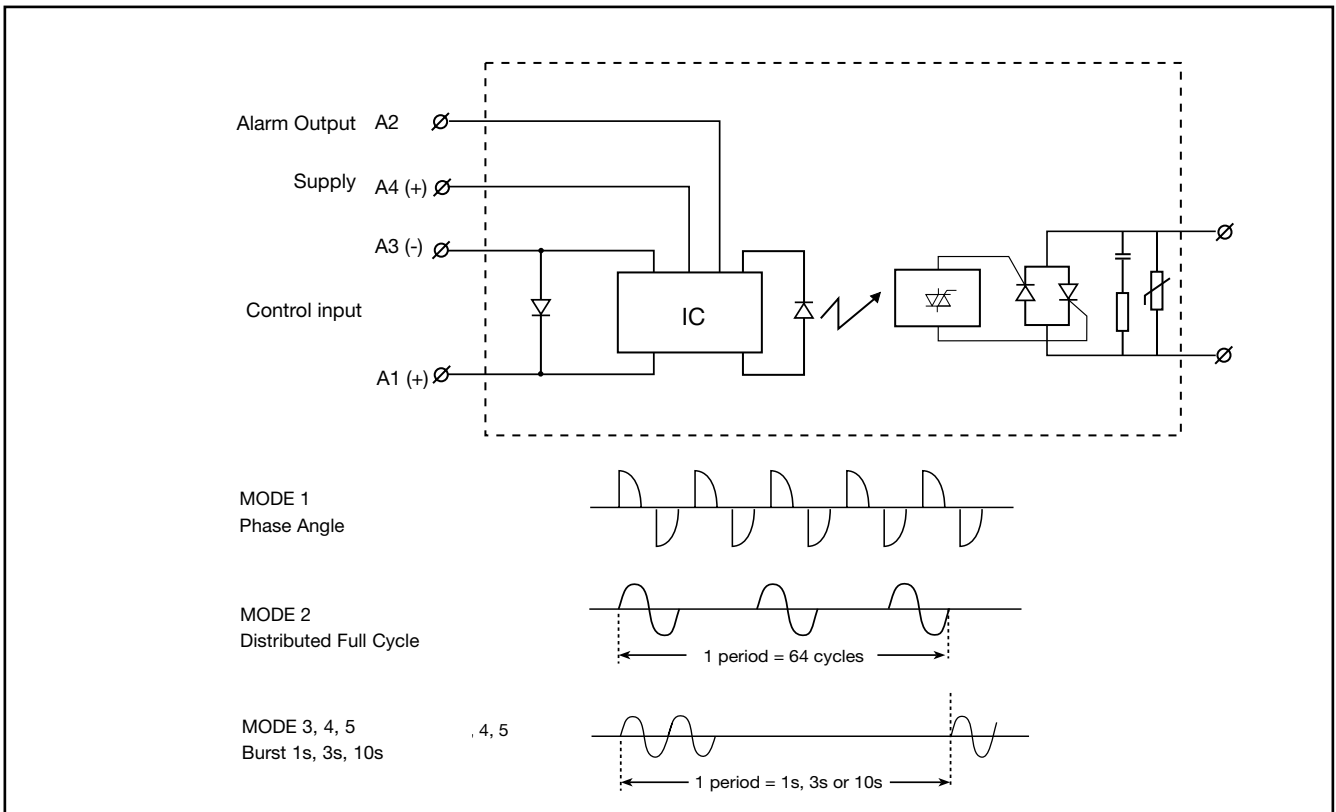 Alarm Output A2
Supply A4 (+)
A3 (-)
Control input
A1 (+)
IC
MODE 1
Phase Angle
MODE 2
Distributed Full Cycle
1 period = 64 cycles
MODE 3, 4, 5
, 4, 5
Burst 1s, 3s, 10s
1 period = 1s, 3s or 10s